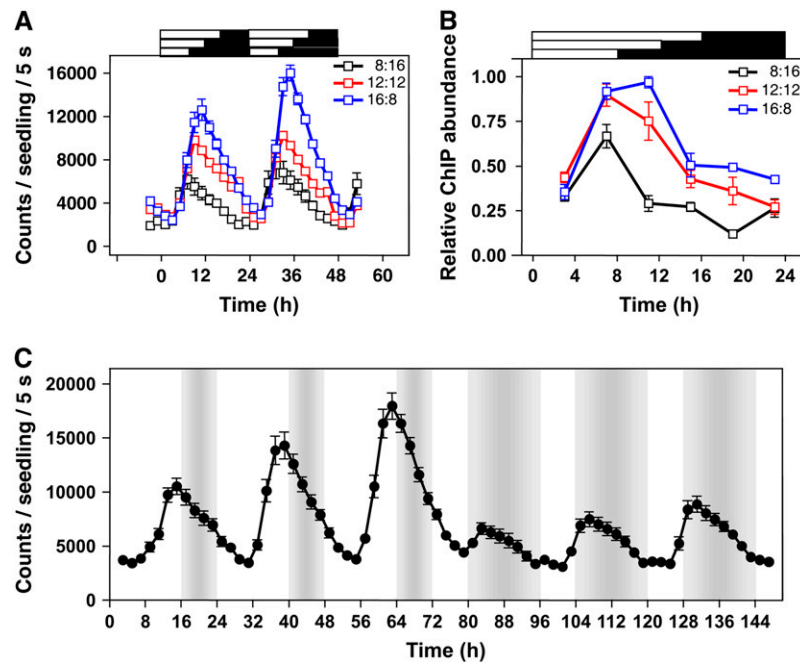 A
8:16
12:12
16:8
16000
12000
8000
4000
0
Counts / seedling / 5 s
0 12 24 36 48 60
Time (h)
B
8:16
12:12
16:8
1.00
0.75
0.50
0.25
0.00
Relative ChIP abundance
0 4 8 12 16 20 24
Time (h)
C
20000
15000
10000
5000
0
Counts / seedling / 5 s
0 8 16 24 32 40 48 56 64 72 80 88 96 104 112 120 128 136 144
Time (h)